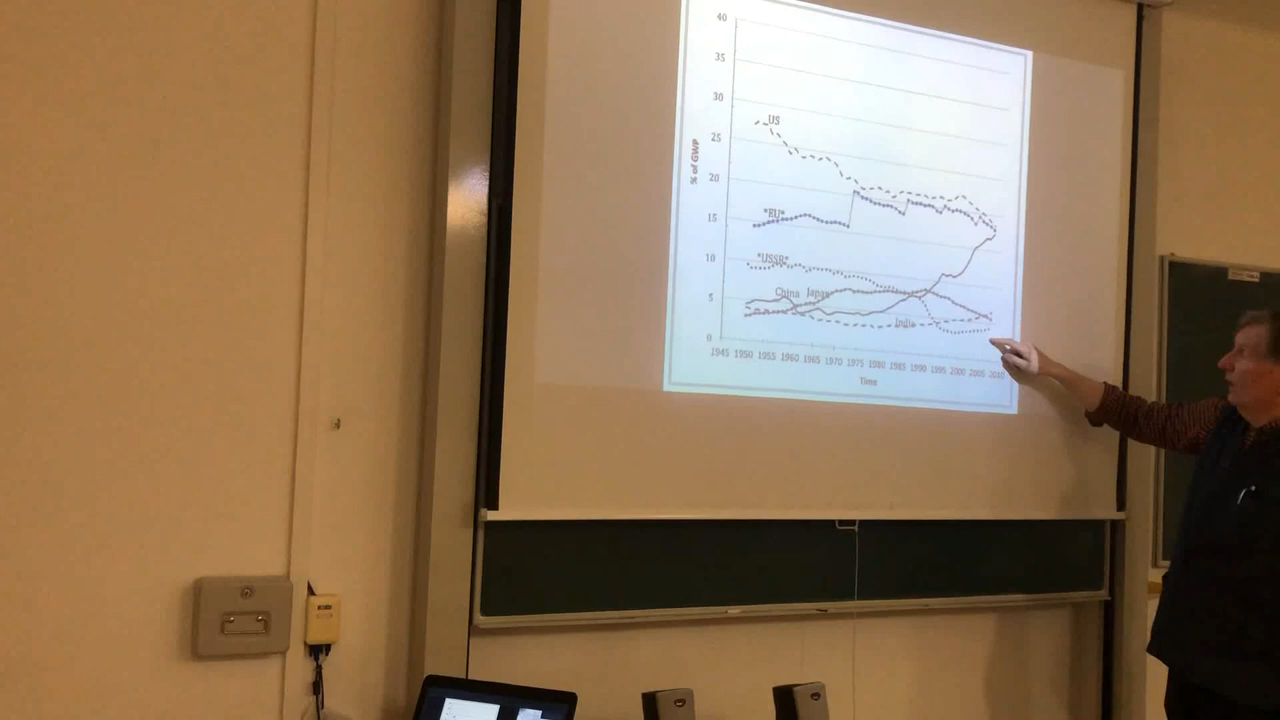 40
35
30
25
20
15
10
5
0
% of GWP
US
*EU*
*USSR*
China Japan
India
1945 1950 1955 1960 1965 1970 1975 1980 1985 1990 1995 2000 2005 2010
Time